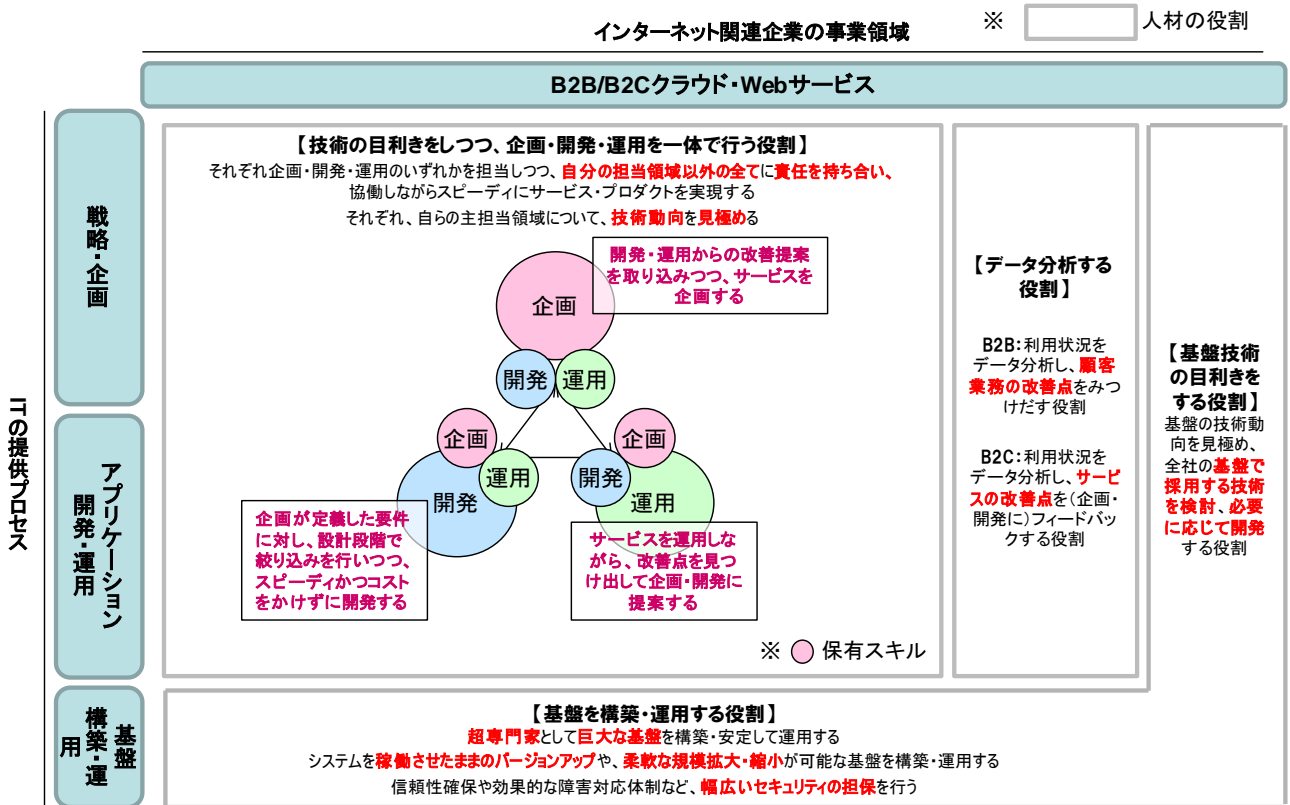 インターネット関連企業の事業領域
※
人材の役割
B2B/B2Cクラウド・Webサービス
ITの提供プロセス
戦略・企画
アプリケーション
開発・運用
基盤
構築・運
用
【技術の目利きをしつつ、企画・開発・運用を一体で行う役割】
それぞれ企画・開発・運用のいずれかを担当しつつ、自分の担当領域以外の全てに責任を持ち合い、
協働しながらスピーディにサービス・プロダクトを実現する
それぞれ、自らの主担当領域について、技術動向を見極める
開発・運用からの改善提案
を取り込みつつ、サービスを
企画する
企画
開発
運用
企画
運用
開発
企画
開発
運用
企画が定義した要件
に対し、設計段階で
絞り込みを行いつつ、
スピーディかつコスト
をかけずに開発する
サービスを運用しな
がら、改善点を見つ
け出して企画・開発に
提案する
※
保有スキル
【データ分析する
役割】
B2B:利用状況を
データ分析し、顧客
業務の改善点をみつ
けだす役割
B2C:利用状況を
データ分析し、サービ
スの改善点を(企画・
開発に)フィードバッ
クする役割
【基盤技術
の目利きを
する役割】
基盤の技術動
向を見極め、
全社の基盤で
採用する技術
を検討、必要
に応じて開発
する役割
【基盤を構築・運用する役割】
超専門家として巨大な基盤を構築・安定して運用する
システムを稼働させたままのバージョンアップや、柔軟な規模拡大・縮小が可能な基盤を構築・運用する
信頼性確保や効果的な障害対応体制など、幅広いセキュリティの担保を行う